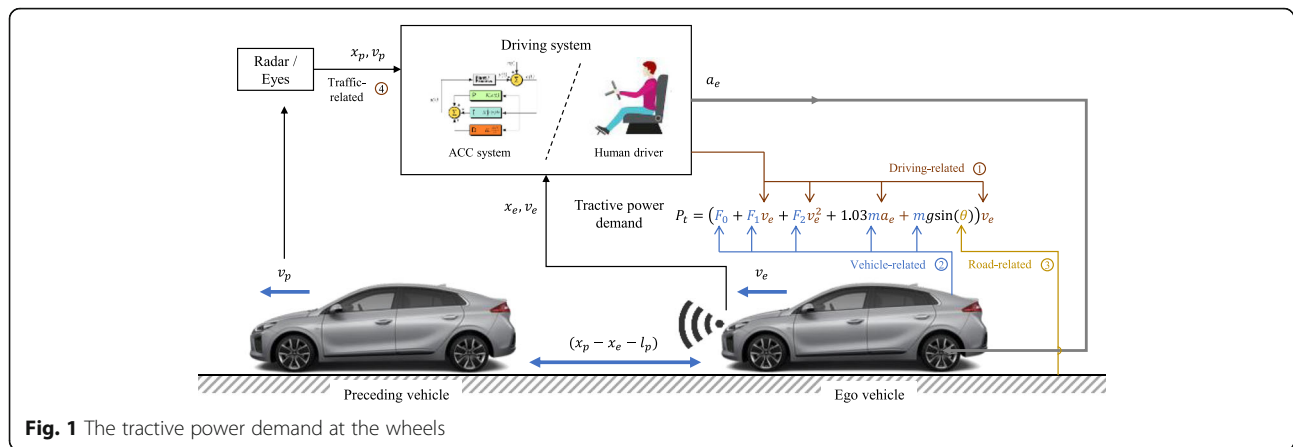 Driving system
Radar /
Eyes
x_p, v_p
Traffic-
related ④
P
I
D
ACC system
Human driver
a_e
Driving-related ①
x_e, v_e
Tractive power
demand
P_t = (F_0 + F_1v_e + F_2v_e^2 + 1.03ma_e + mgsin(θ))v_e
Vehicle-related ②
Road-related ③
v_p
v_e
(x_p − x_e − l_p)
Preceding vehicle
Ego vehicle
Fig. 1 The tractive power demand at the wheels